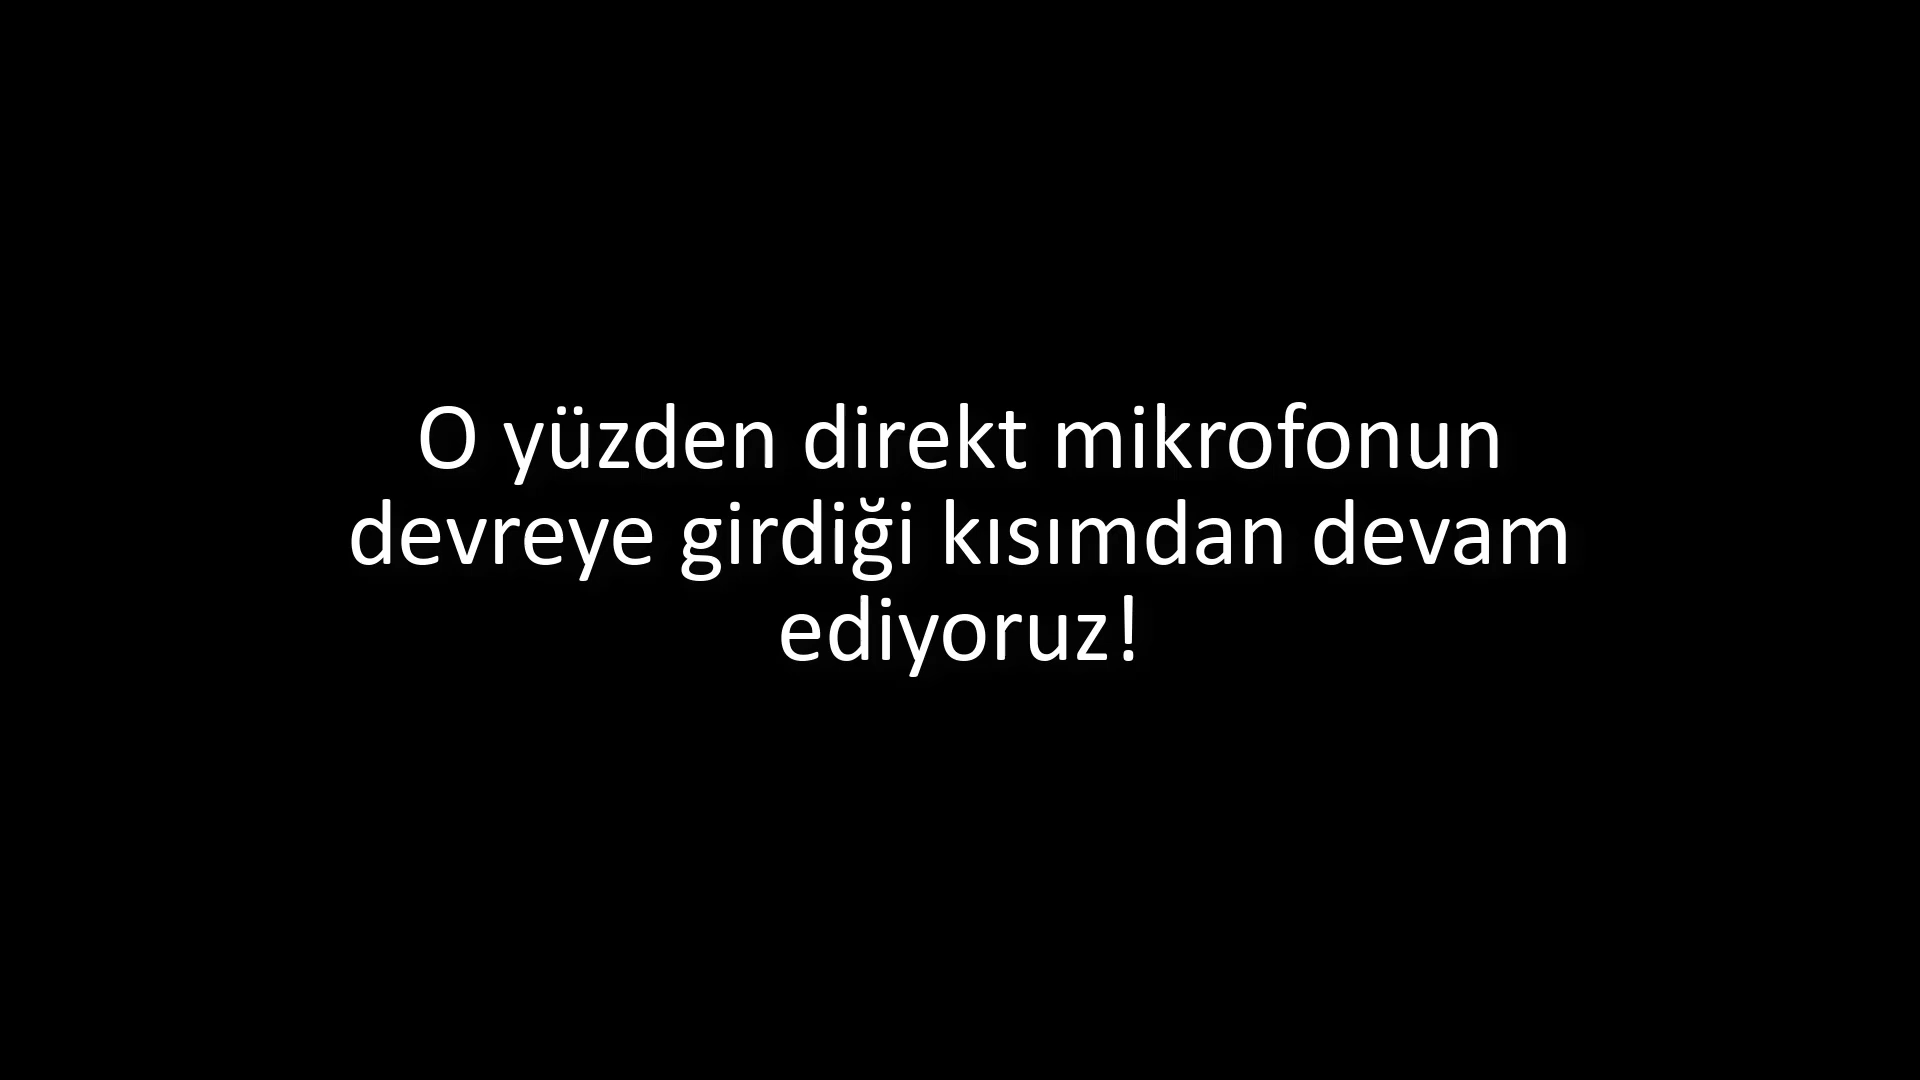 O yüzden direkt mikrofonun
devreye girdiği kısımdan devam
ediyoruz!